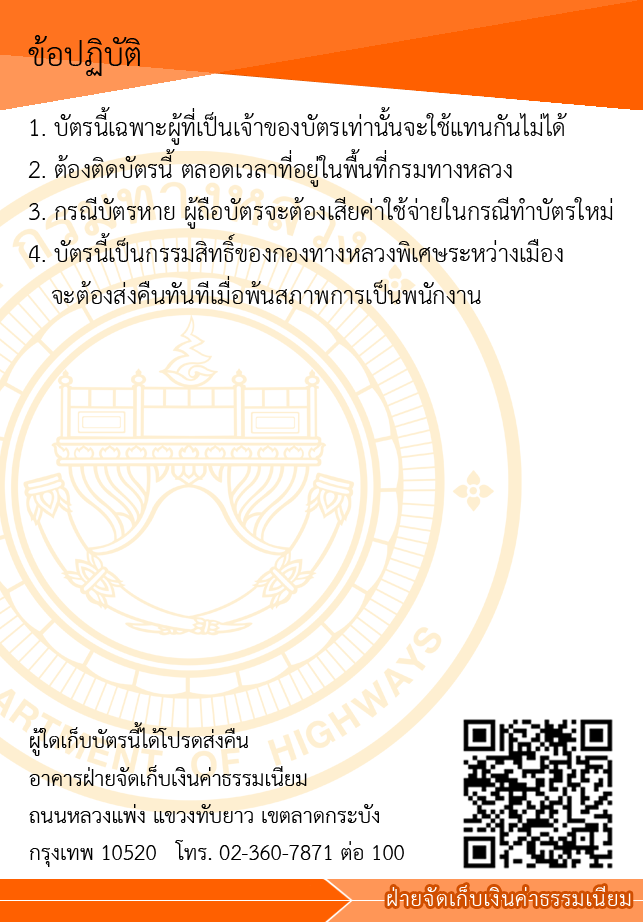 ข้อปฏิบัติ
1. บัตรนี้เฉพาะผู้ที่เป็นเจ้าของบัตรเท่านั้นจะใช้แทนกันไม่ได้
2. ต้องติดบัตรนี้ ตลอดเวลาที่อยู่ในพื้นที่กรมทางหลวง
3. กรณีบัตรหาย ผู้ถือบัตรจะต้องเสียค่าใช้จ่ายในกรณีทำบัตรใหม่
4. บัตรนี้เป็นกรรมสิทธิ์ของกองทางหลวงพิเศษระหว่างเมือง
จะต้องส่งคืนทันทีเมื่อพ้นสภาพการเป็นพนักงาน
กรมทางหลวง
ARTMENT OF HIGHWAYS
ผู้ใดเก็บบัตรนี้ได้โปรดส่งคืน
อาคารฝ่ายจัดเก็บเงินค่าธรรมเนียม
ถนนหลวงแพ่ง แขวงทับยาว เขตลาดกระบัง
กรุงเทพ 10520 โทร. 02-360-7871 ต่อ 100
ฝ่ายจัดเก็บเงินค่าธรรมเนียม